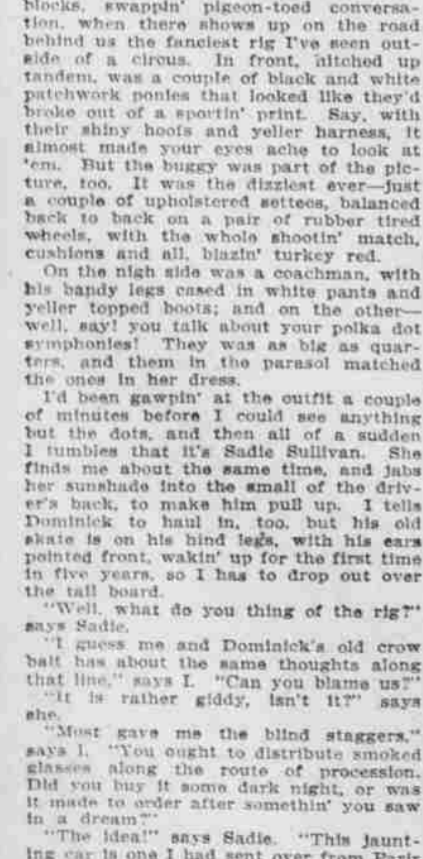 blocks, swappin' pigeon-toed conversa-
tion, when there shows up on the road
behind us the fanciest rig I've seen out-
side of a circus. In front, hitched up
tandem, was a couple of black and white
patchwork ponies that looked like they'd
broke out of a sportin' print. Say, with
their shiny hoofs and yeller harness, it
almost made your eyes ache to look at
'em. But the buggy was part of the pic-
ture, too. It was the dizziest ever—just
a couple of upholstered settees, balanced
back to back on a pair of rubber tired
wheels, with the whole shootin' match,
cushions and all, blazin' turkey red.
On the nigh side was a coachman, with
his bandy legs cased in white pants and
yeller topped boots; and on the other—
well, say! you talk about your polka dot
symphonies! They was as big as quar-
ters, and them in the parasol matched
the ones in her dress.
I'd been gawpin' at the outfit a couple
of minutes before I could see anything
but the dots, and then all of a sudden
I tumbles that it's Sadie Sullivan. She
finds me about the same time, and jabs
her sunshade into the small of the driv-
er's back, to make him pull up. I tells
Dominick to haul in, too, but his old
skate is on his hind legs, with his ears
pointed front, wakin' up for the first time
in five years, so I has to drop out over
the tail board.
"Well, what do you thing of the rig?"
says Sadie.
"I guess me and Dominick's old crow
bait has about the same thoughts along
that line," says I. "Can you blame us?"
"It is rather giddy, isn't it?" says
she.
"Most gave me the blind staggers,"
says I. "You ought to distribute smoked
glasses along the route of procession.
Did you buy it some dark night, or was
it made to order after somethin' you saw
in a dream?"
"The idea!" says Sadie. "This jaunt-
ing car is one I had sent over from Paris